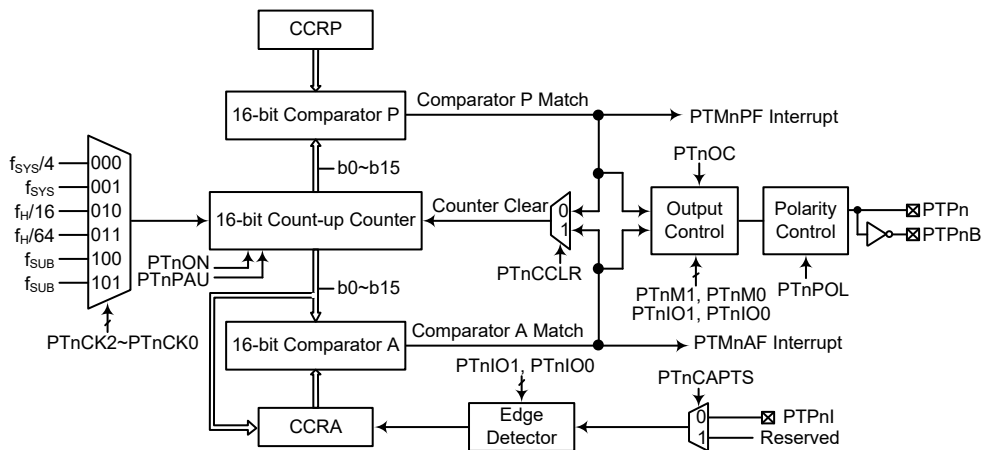 CCRP
16-bit Comparator P
Comparator P Match
PTMnPF Interrupt
b0~b15
PTnOC
fSYS/4
000
fSYS
001
fH/16
010
fH/64
011
fSUB
100
fSUB
101
16-bit Count-up Counter
Counter Clear
0
1
Output
Control
Polarity
Control
PTPn
PTPnB
PTnON
PTnPAU
PTnCCLR
PTnM1, PTnM0
PTnIO1, PTnIO0
PTnPOL
b0~b15
PTnCK2~PTnCK0
16-bit Comparator A
Comparator A Match
PTMnAF Interrupt
PTnIO1, PTnIO0
PTnCAPTS
CCRA
Edge
Detector
0
1
PTPnI
Reserved